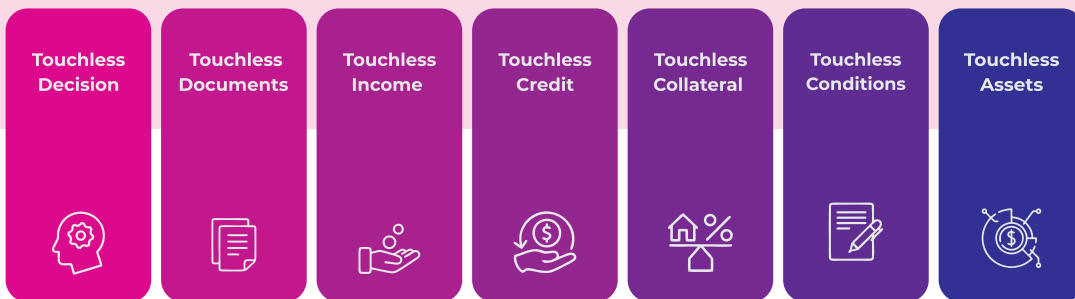 Touchless
Decision
Touchless
Documents
Touchless
Income
Touchless
Credit
Touchless
Collateral
Touchless
Conditions
Touchless
Assets